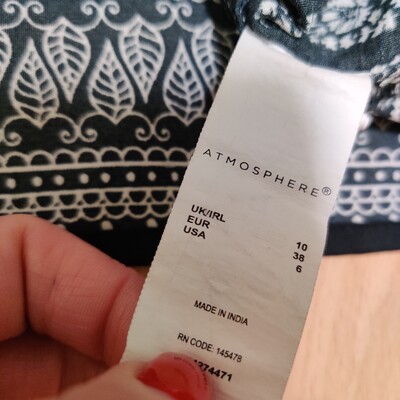 ATMOSPHERE®
UK/IRL 10
EUR 38
USA 6
MADE IN INDIA
RN CODE: 145478